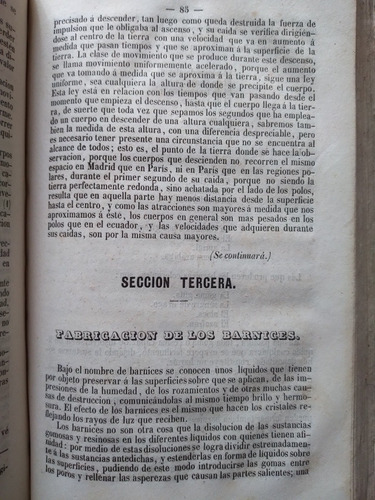 — 85 —
precisado á descender, tan luego como queda destruida la fuerza de
impulsion que le obligaba al ascenso, y su caida se verifica dirigién-
dose al centro de la tierra con una velocidad que va en aumento á
medida que pasan tiempos y que se aproximan á la superficie de la
tierra. La clase de movimiento que se produce durante este descenso,
se llama movimiento uniformemente acelerado, porque el aumento
que va tomando á medida que se aproxima á la tierra, sigue una ley
uniforme, sea cualquiera la altura de donde se precipite el cuerpo.
Esta ley está en relacion con los tiempos que van pasando desde el
momento que empieza el descenso, hasta que el cuerpo llega á la tier-
ra, de suerte que toda vez que sepamos los segundos que ha emplea-
do un cuerpo en descender de una altura cualquiera, sabremos tam-
bien la medida de esta altura, con una diferencia despreciable, pero
es necesario tener presente una circunstancia que no se encuentra al
alcance de todos; esto es, el punto de la tierra donde se hace la ob-
servacion, porque los cuerpos que descienden no recorren el mismo
espacio en Madrid que en París, ni en París que en las regiones po-
lares, durante el primer segundo de su caida, porque no siendo la
tierra perfectamente redonda, sino achatada por el lado de los polos,
resulta que en aquella parte hay menos distancia desde la superficie
hasta el centro, y como las atracciones son mayores á medida que nos
aproximamos á éste, los cuerpos en general son mas pesados en los
polos que en el ecuador, y las velocidades que adquieren durante
sus caidas, son por la misma causa mayores.
(Se continuará.)
SECCION TERCERA.
FABRICACION DE LOS BARNICES.
Bajo el nombre de barnices se conocen unos líquidos que tienen
por objeto preservar á las superficies sobre que se aplican, de las im-
presiones de la humedad, de los rozamientos y de otras muchas cau-
sas de destruccion, comunicándolas al mismo tiempo brillo y hermo-
sura. El efecto de los barnices es el mismo que hacen los cristales re-
flejando los rayos de luz que reciben.
Los barnices no son otra cosa que la disolucion de las sustancias
gomosas y resinosas en los diferentes líquidos con quienes tienen afi-
nidad: por medio de estas disoluciones se logra dividir estremadamen-
te á las sustancias antedichas, y estenderlas en forma de líquidos sobre
las superficies, pudiendo de este modo introducirse las gomas entre
los poros y rellenar las asperezas que causan las partes salientes; una